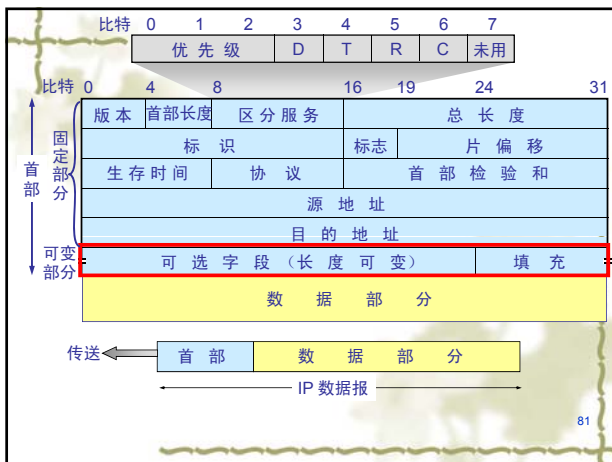 比特 0 1 2 3 4 5 6 7
优先级 D T R C 未用
比特 0 4 8 16 19 24 31
版本 首部长度 区分服务 总长度
标识 标志 片偏移
生存时间 协议 首部检验和
源地址
目的地址
可选字段（长度可变） 填充
数据部分
首部
固定部分
可变部分
传送 首部 数据部分
IP 数据报
81